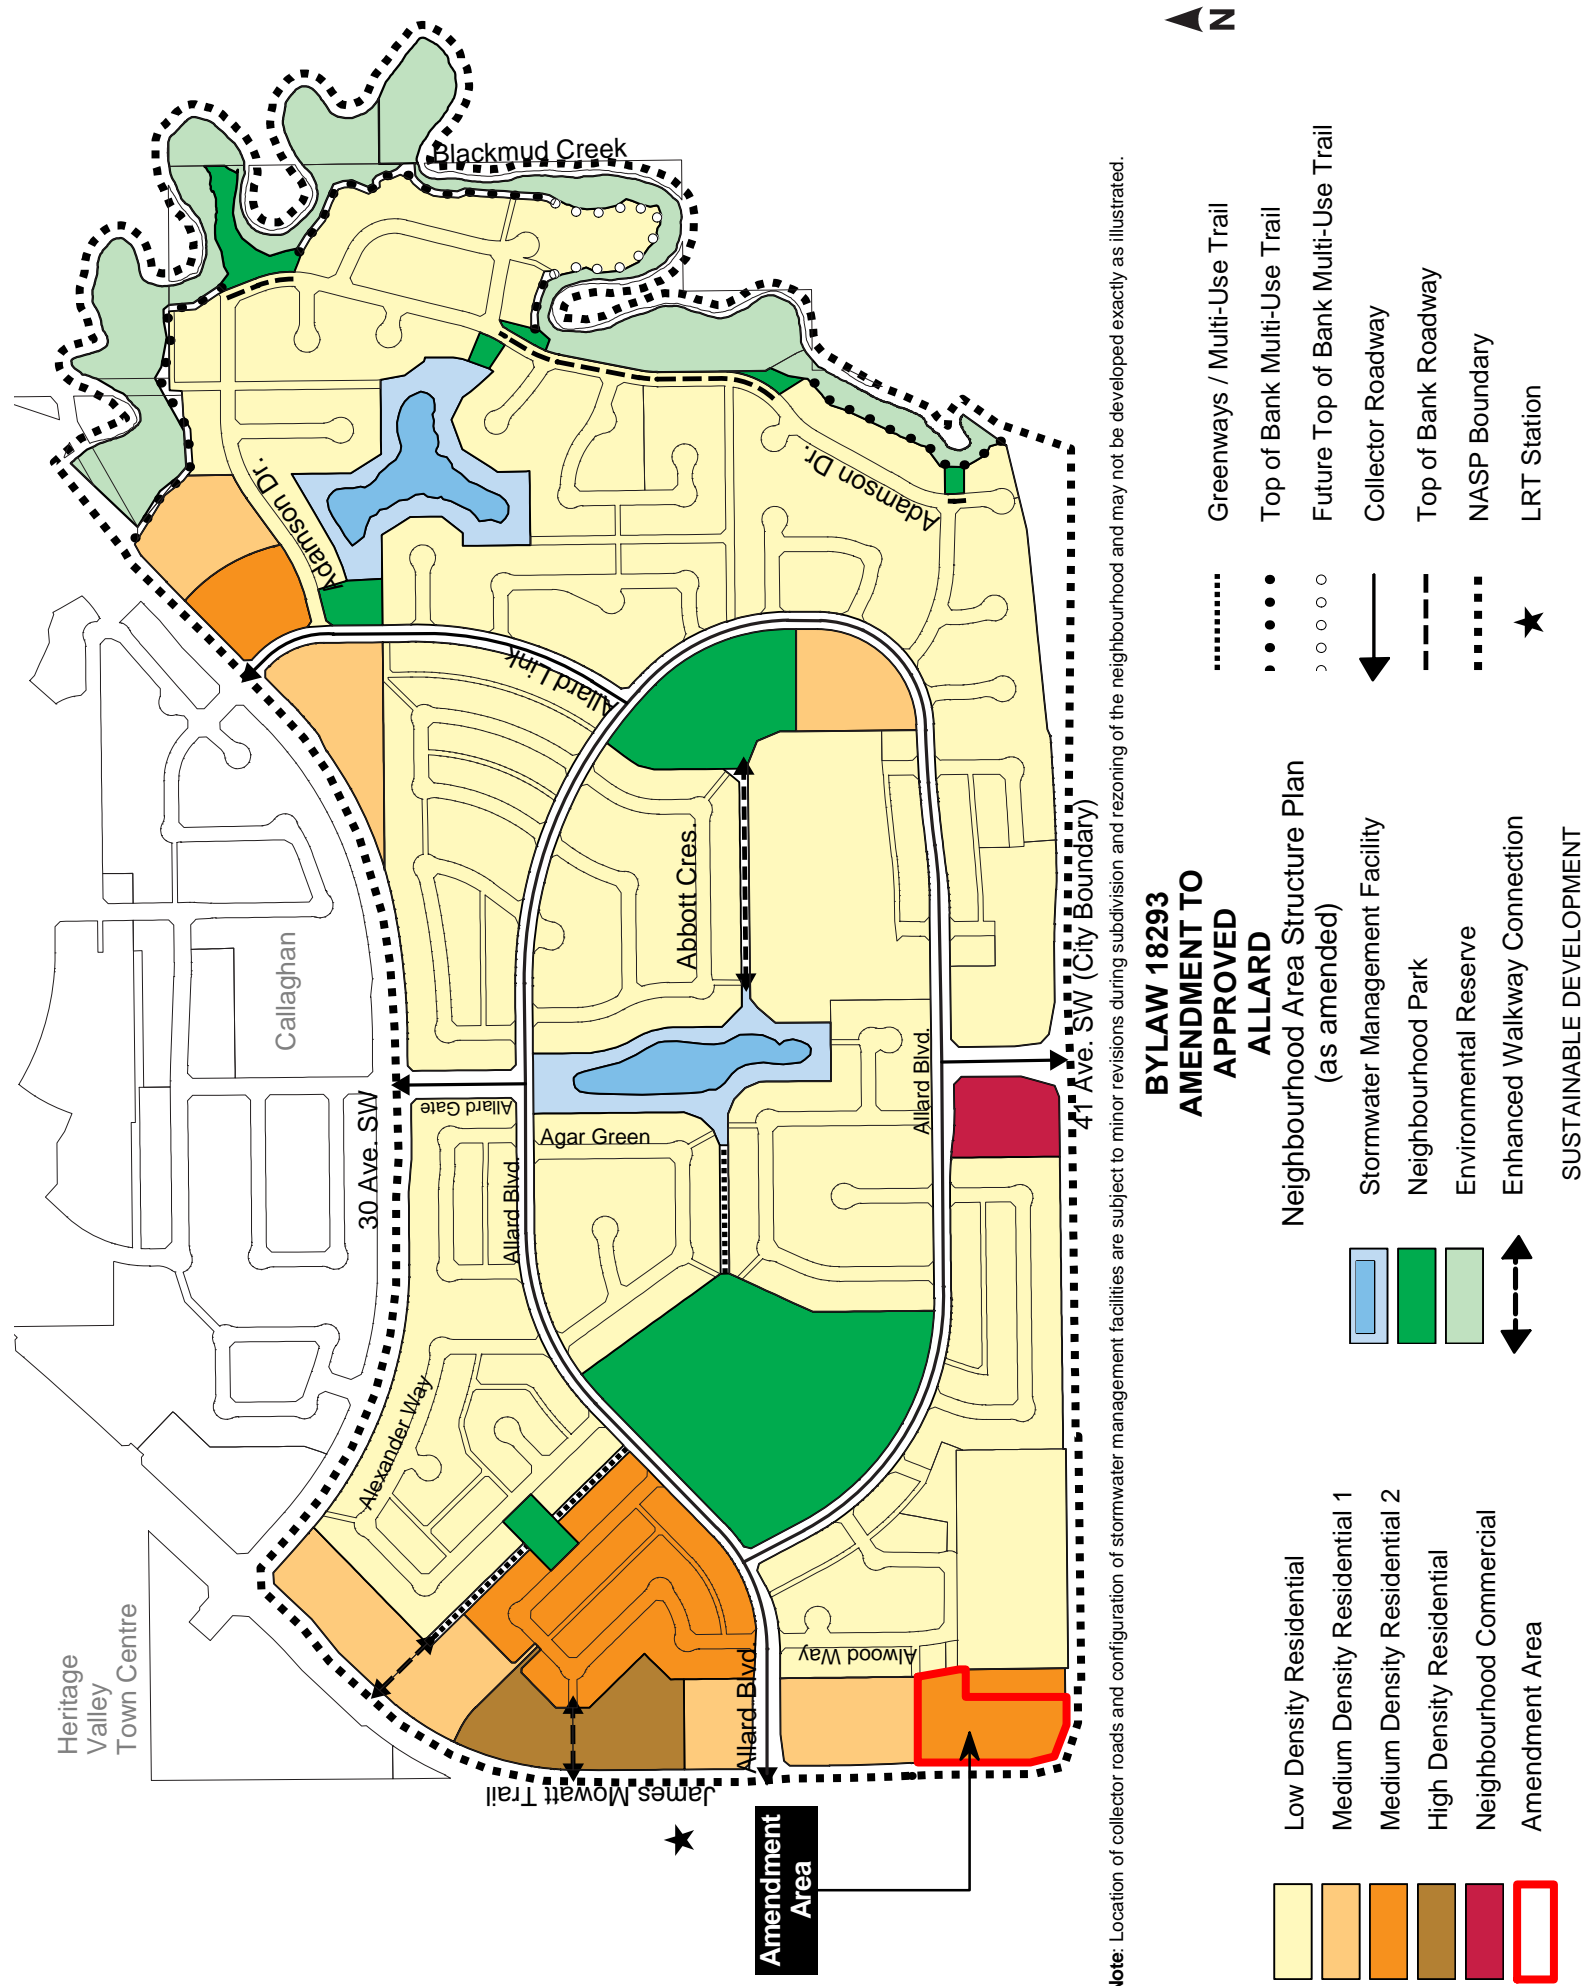 Heritage
Valley
Town Centre
Callaghan
Blackmud Creek
30 Ave. SW
Adamson Dr.
Allard Link
Allard Gate
Allard Blvd.
Agar Green
Abbott Cres.
Adamson Dr.
Alexander Way
Allard Blvd.
Allard Blvd.
Alwood Way
James Mowatt Trail
41 Ave. SW (City Boundary)
Amendment
Area
Note: Location of collector roads and configuration of stormwater management facilities are subject to minor revisions during subdivision and rezoning of the neighbourhood and may not be developed exactly as illustrated.
N
BYLAW 18293
AMENDMENT TO
APPROVED
ALLARD
Neighbourhood Area Structure Plan
(as amended)
Low Density Residential
Medium Density Residential 1
Medium Density Residential 2
High Density Residential
Neighbourhood Commercial
Amendment Area
Stormwater Management Facility
Neighbourhood Park
Environmental Reserve
Enhanced Walkway Connection
Greenways / Multi-Use Trail
Top of Bank Multi-Use Trail
Future Top of Bank Multi-Use Trail
Collector Roadway
Top of Bank Roadway
NASP Boundary
LRT Station
SUSTAINABLE DEVELOPMENT